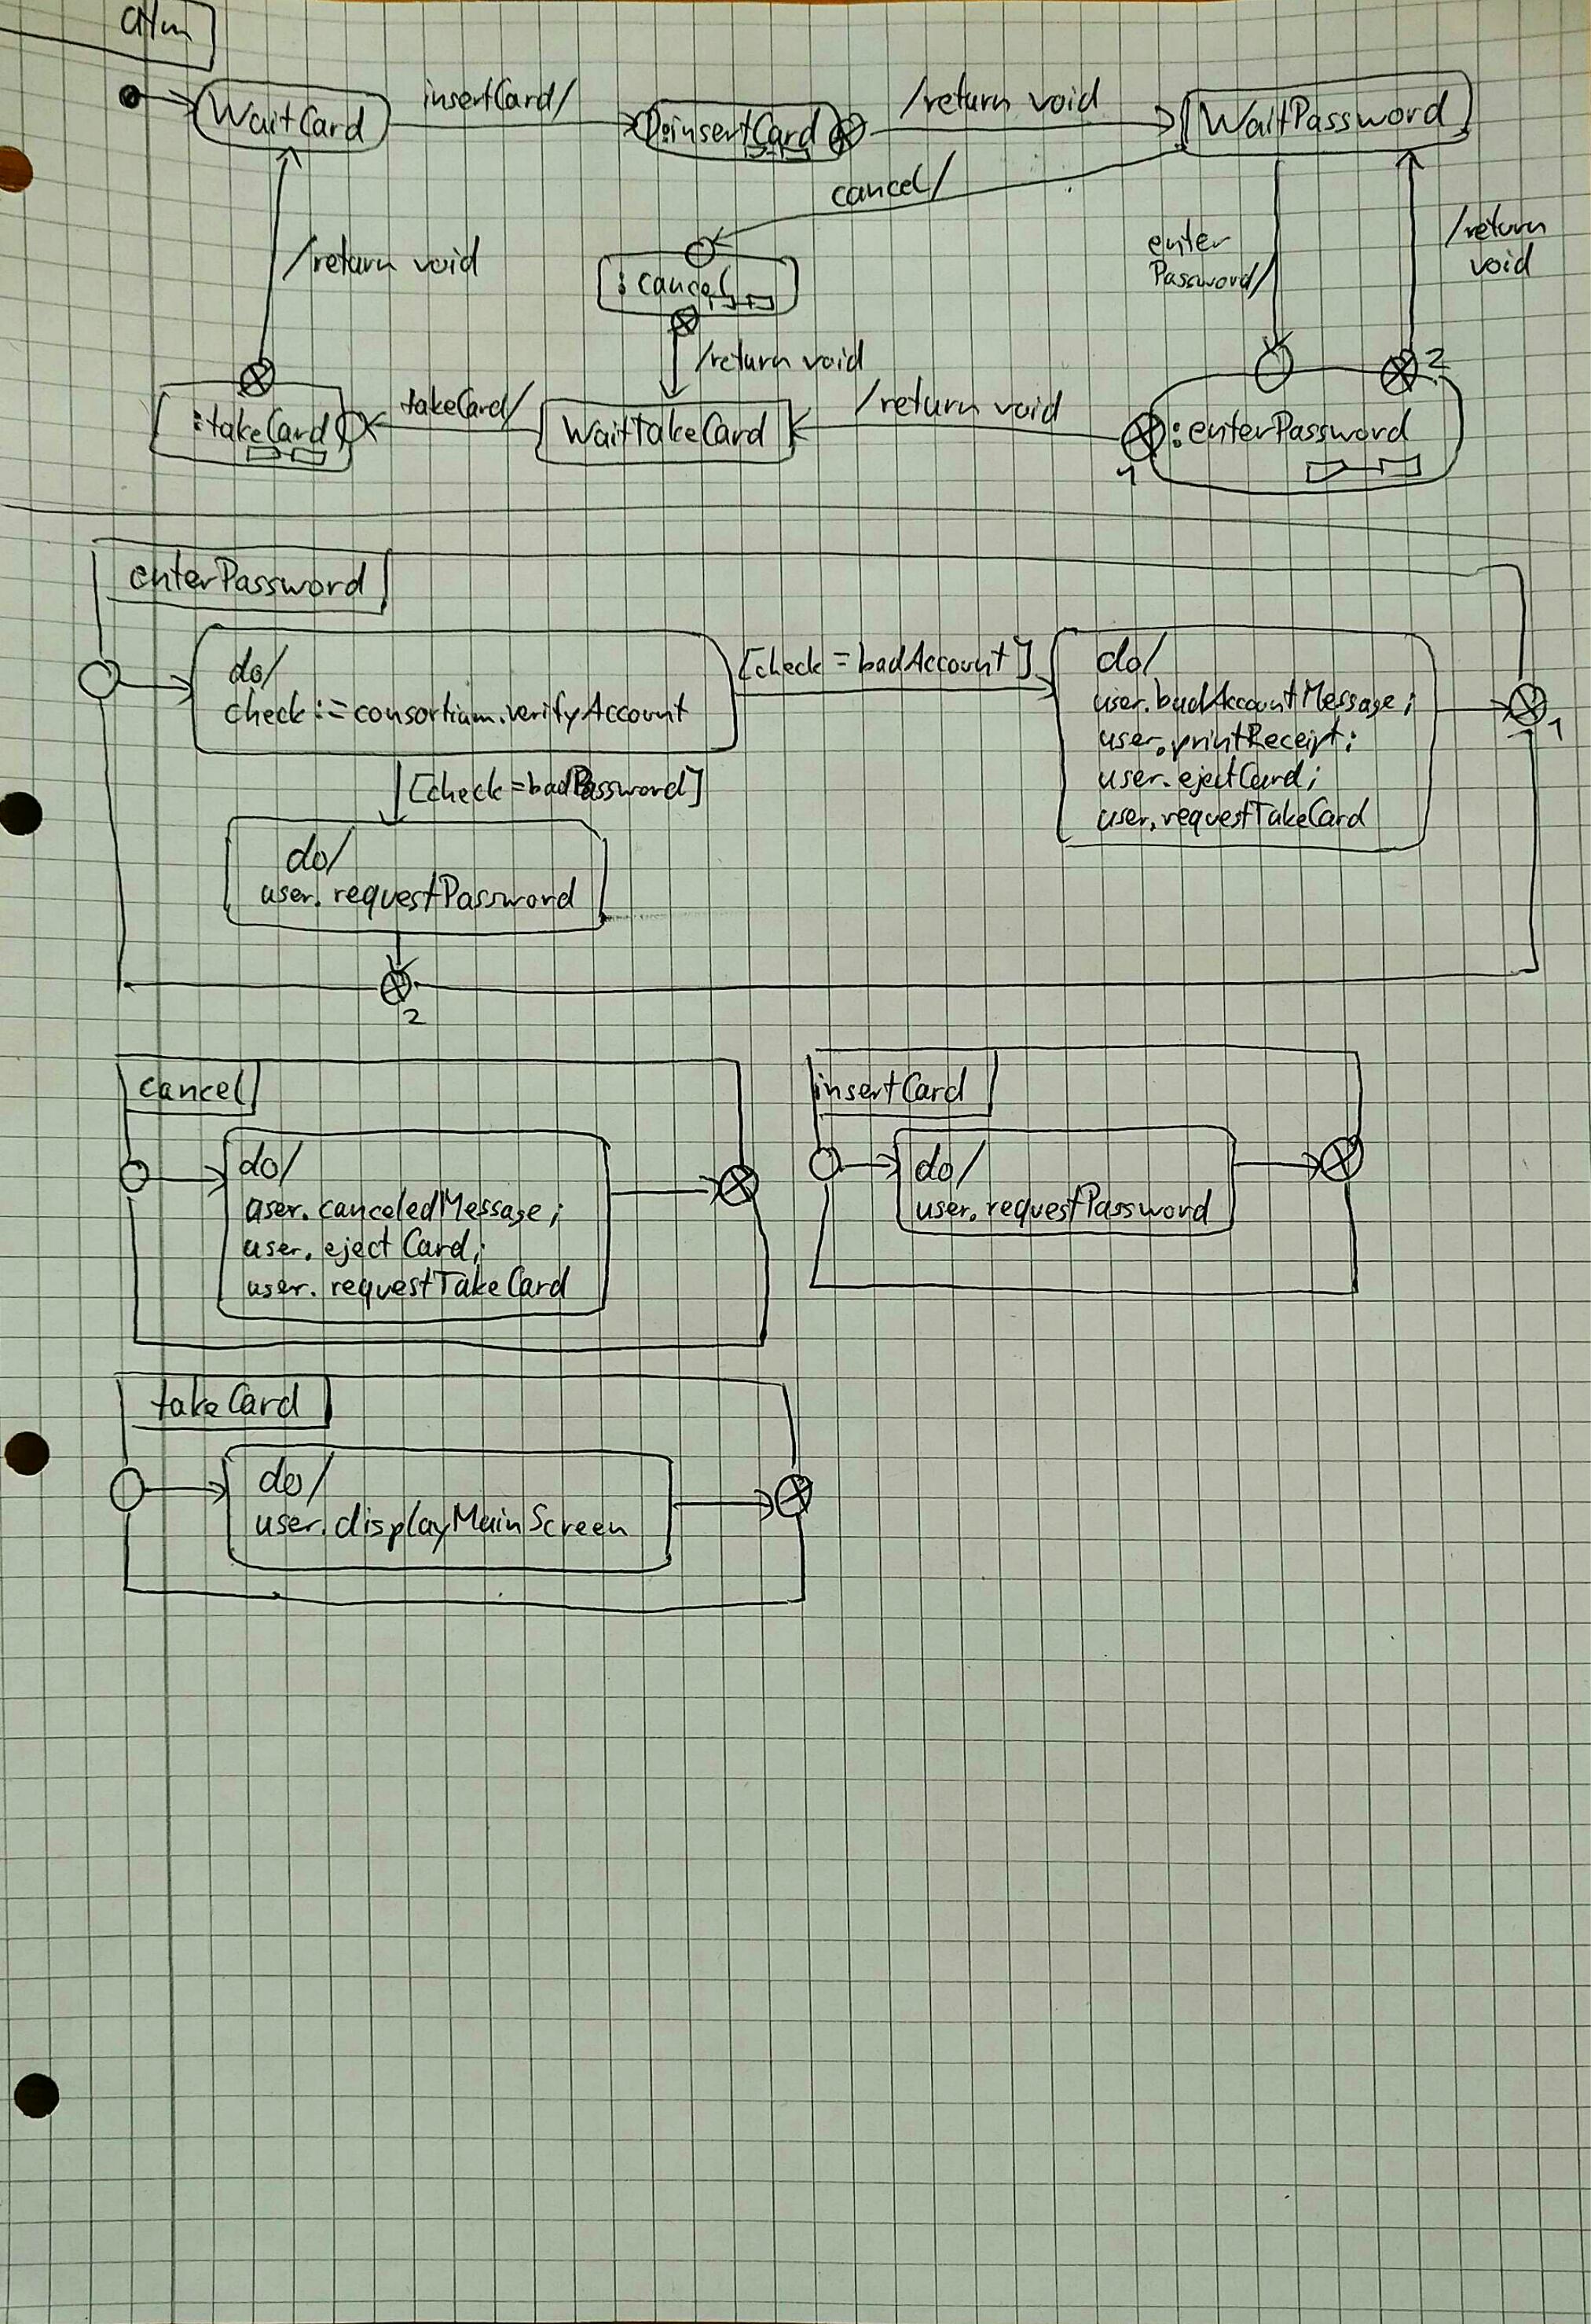 atm
WaitCard
insertCard/
:insertCard
/return void
WaitPassword
cancel/
/return void
:cancel
enter
Password/
/return
void
/return void
:takeCard
takeCard/
WaitTakeCard
/return void
:enterPassword
1
2
enterPassword
do/
check:=consortium.verifyAccount
[check=badAccount]
do/
user.badAccountMessage;
user.printReceipt;
user.ejectCard;
user.requestTakeCard
1
[check=badPassword]
do/
user.requestPassword
2
cancel
do/
user.canceledMessage;
user.ejectCard;
user.requestTakeCard
insertCard
do/
user.requestPassword
takeCard
do/
user.displayMainScreen